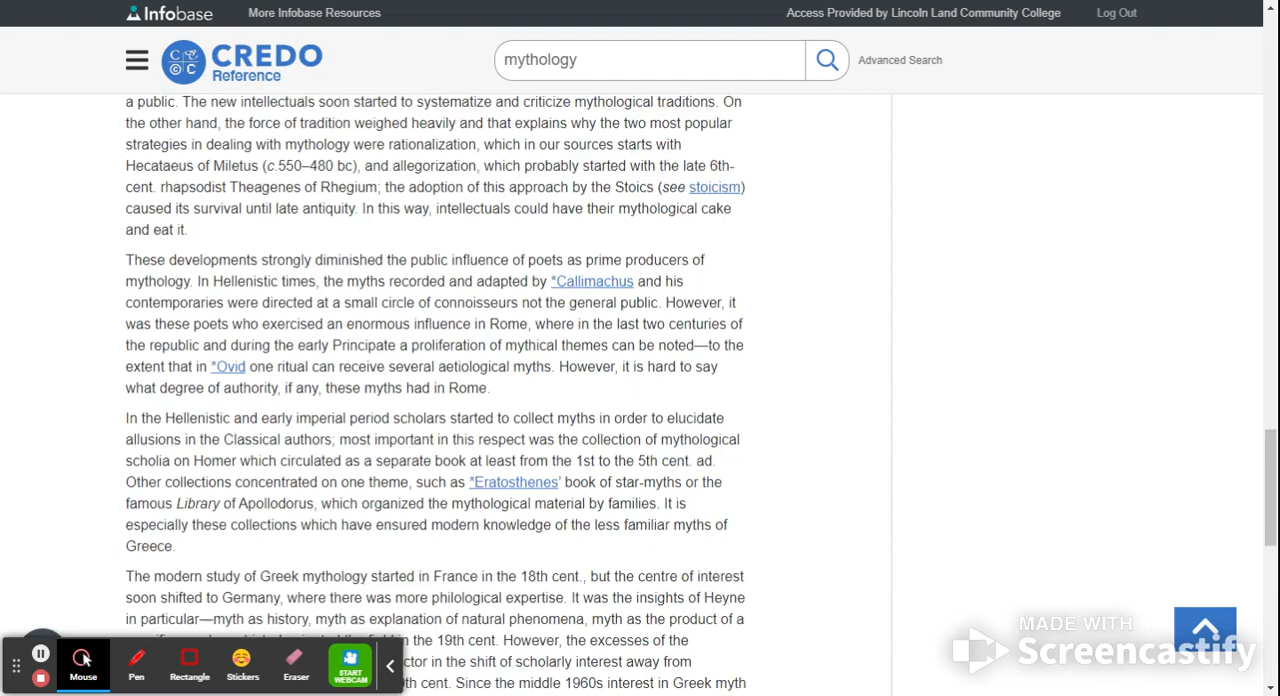 Infobase
More Infobase Resources
Access Provided by Lincoln Land Community College
Log Out
CREDO
Reference
mythology
Advanced Search
a public. The new intellectuals soon started to systematize and criticize mythological traditions. On
the other hand, the force of tradition weighed heavily and that explains why the two most popular
strategies in dealing with mythology were rationalization, which in our sources starts with
Hecataeus of Miletus (c.550–480 bc), and allegorization, which probably started with the late 6th-
cent. rhapsodist Theagenes of Rhegium; the adoption of this approach by the Stoics (see stoicism)
caused its survival until late antiquity. In this way, intellectuals could have their mythological cake
and eat it.
These developments strongly diminished the public influence of poets as prime producers of
mythology. In Hellenistic times, the myths recorded and adapted by *Callimachus and his
contemporaries were directed at a small circle of connoisseurs not the general public. However, it
was these poets who exercised an enormous influence in Rome, where in the last two centuries of
the republic and during the early Principate a proliferation of mythical themes can be noted—to the
extent that in *Ovid one ritual can receive several aetiological myths. However, it is hard to say
what degree of authority, if any, these myths had in Rome.
In the Hellenistic and early imperial period scholars started to collect myths in order to elucidate
allusions in the Classical authors; most important in this respect was the collection of mythological
scholia on Homer which circulated as a separate book at least from the 1st to the 5th cent. ad.
Other collections concentrated on one theme, such as *Eratosthenes' book of star-myths or the
famous Library of Apollodorus, which organized the mythological material by families. It is
especially these collections which have ensured modern knowledge of the less familiar myths of
Greece.
The modern study of Greek mythology started in France in the 18th cent., but the centre of interest
soon shifted to Germany, where there was more philological expertise. It was the insights of Heyne
in particular—myth as history, myth as explanation of natural phenomena, myth as the product of a
in the 19th cent. However, the excesses of the
in the shift of scholarly interest away from
cent. Since the middle 1960s interest in Greek myth
Mouse
Pen
Rectangle
Stickers
Eraser
START
WEBCAM
MADE WITH
Screencastify